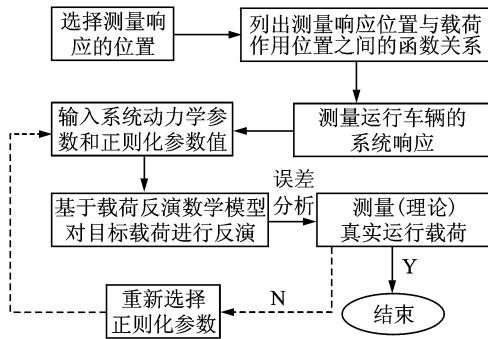 选择测量响
应的位置
列出测量响应位置与载荷
作用位置之间的函数关系
输入系统动力学参
数和正则化参数值
测量运行车辆的
系统响应
基于载荷反演数学模型
对目标载荷进行反演
误差
分析
测量(理论)
真实运行载荷
重新选择
正则化参数
N
Y
结束